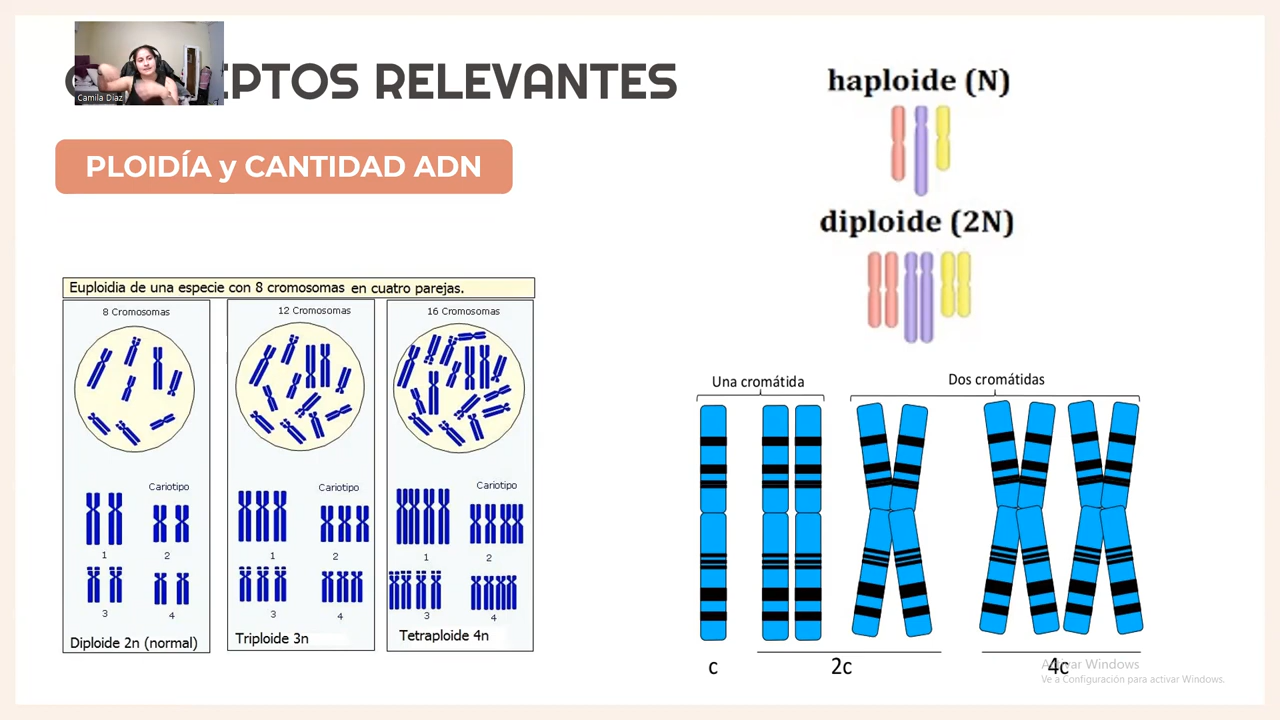 EPTOS RELEVANTES
Camila Díaz
PLOIDÍA y CANTIDAD ADN
haploide (N)
diploide (2N)
Euploidia de una especie con 8 cromosomas en cuatro parejas.
8 Cromosomas
Cariotipo
1
2
3
4
Diploide 2n (normal)
12 Cromosomas
Cariotipo
1
2
3
4
Triploide 3n
16 Cromosomas
Cariotipo
1
2
3
4
Tetraploide 4n
Una cromátida
Dos cromátidas
c
2c
4c
Activar Windows
Ve a Configuración para activar Windows.